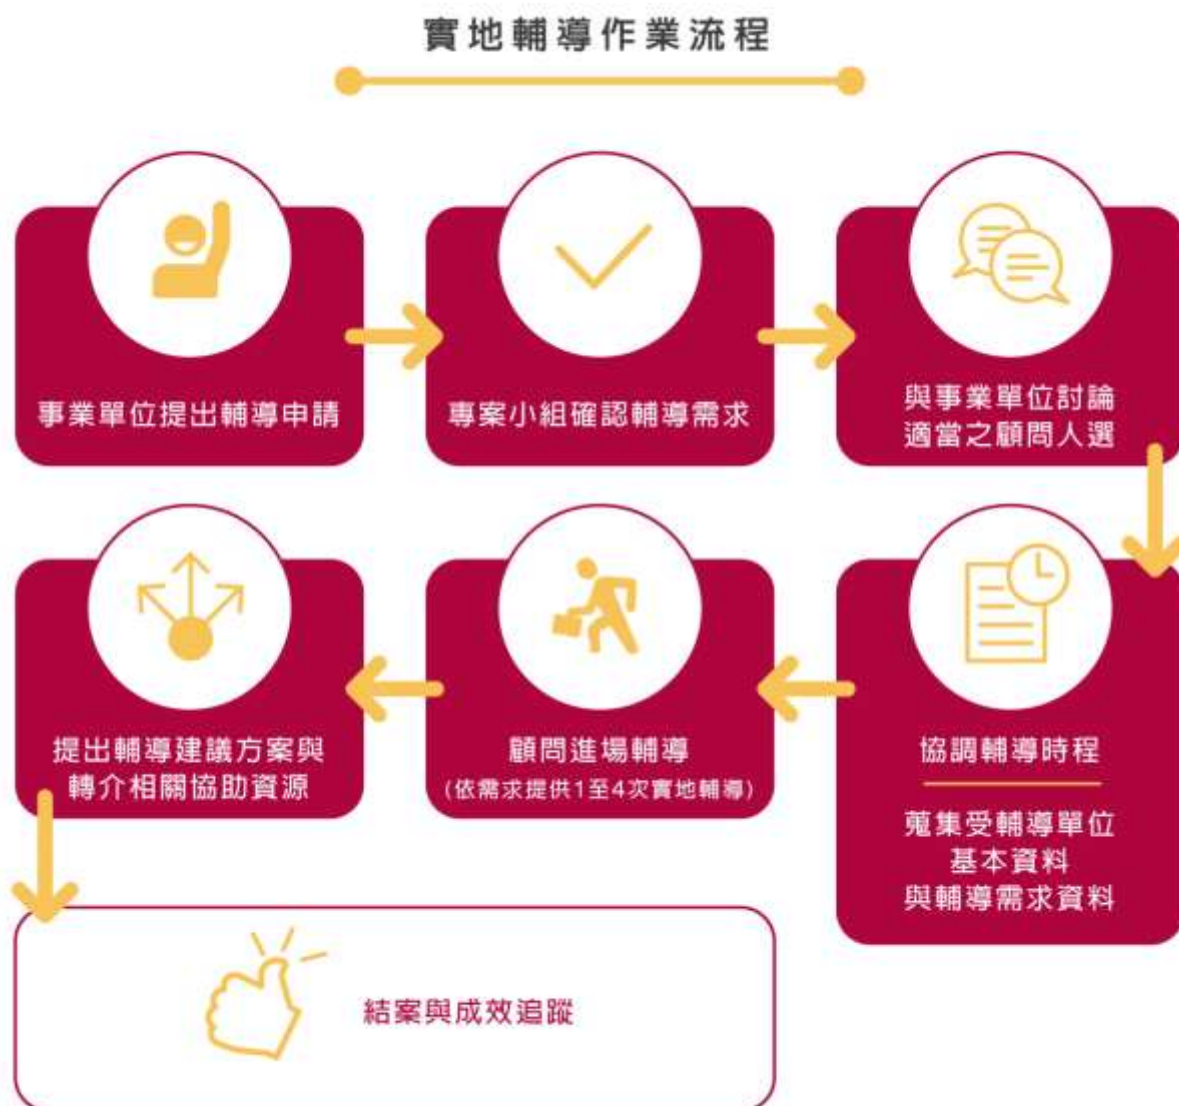 實地輔導作業流程
事業單位提出輔導申請
專案小組確認輔導需求
與事業單位討論
適當之顧問人選
協調輔導時程
蒐集受輔導單位
基本資料
與輔導需求資料
顧問進場輔導
(依需求提供1至4次實地輔導)
提出輔導建議方案與
轉介相關協助資源
結案與成效追蹤